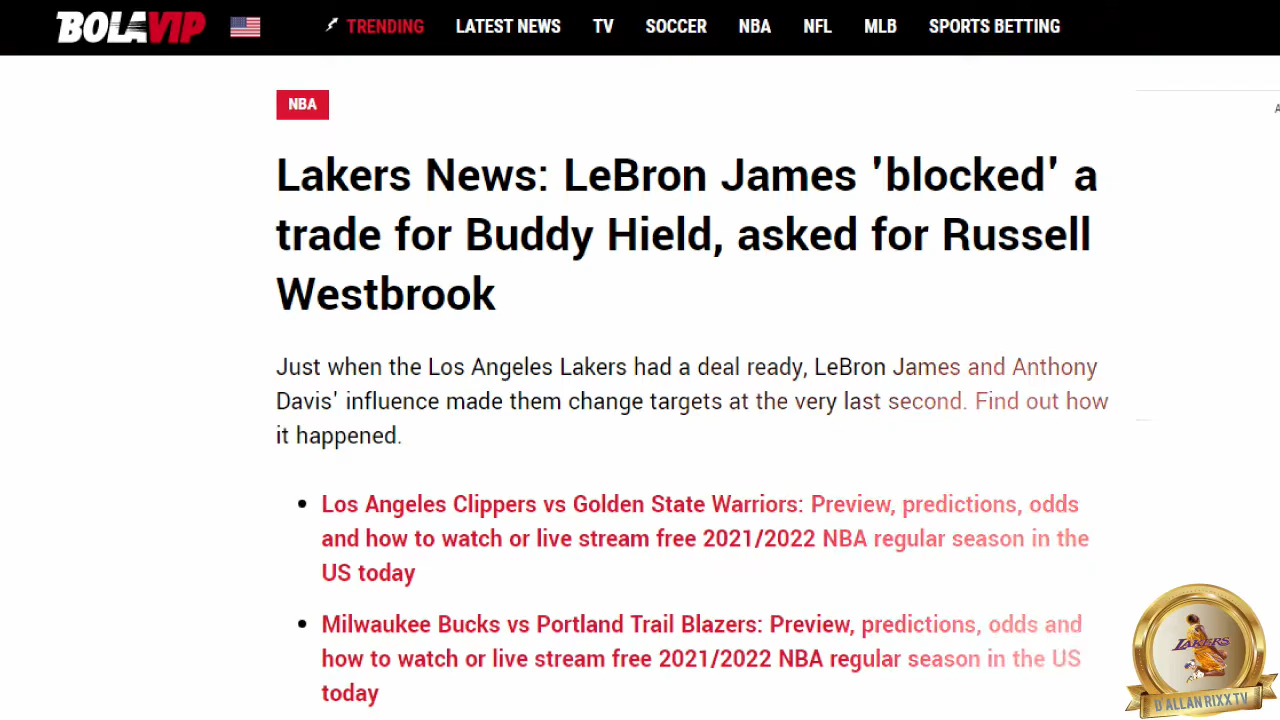 BOLAVIP TRENDING LATEST NEWS TV SOCCER NBA NFL MLB SPORTS BETTING
A
NBA
Lakers News: LeBron James 'blocked' a
trade for Buddy Hield, asked for Russell
Westbrook
Just when the Los Angeles Lakers had a deal ready, LeBron James and Anthony
Davis' influence made them change targets at the very last second. Find out how
it happened.
• Los Angeles Clippers vs Golden State Warriors: Preview, predictions, odds
and how to watch or live stream free 2021/2022 NBA regular season in the
US today
• Milwaukee Bucks vs Portland Trail Blazers: Preview, predictions, odds and
how to watch or live stream free 2021/2022 NBA regular season in the US
today
LAKERS
D'ALLAN RIXX TV